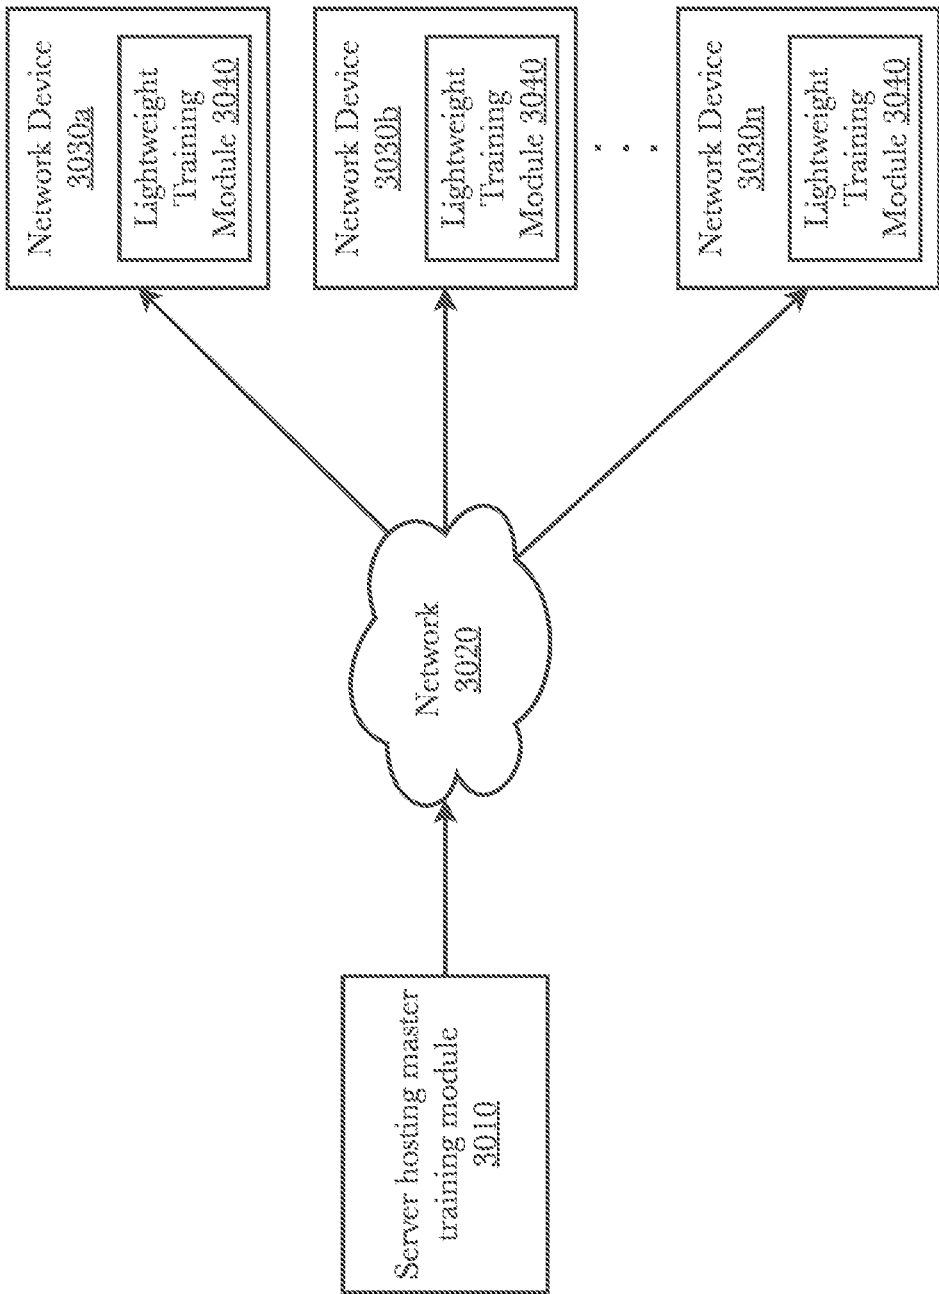 Server hosting master
training module
3010
Network
3020
Network Device
3030a
Lightweight
Training
Module 3040
Network Device
3030b
Lightweight
Training
Module 3040
Network Device
3030n
Lightweight
Training
Module 3040